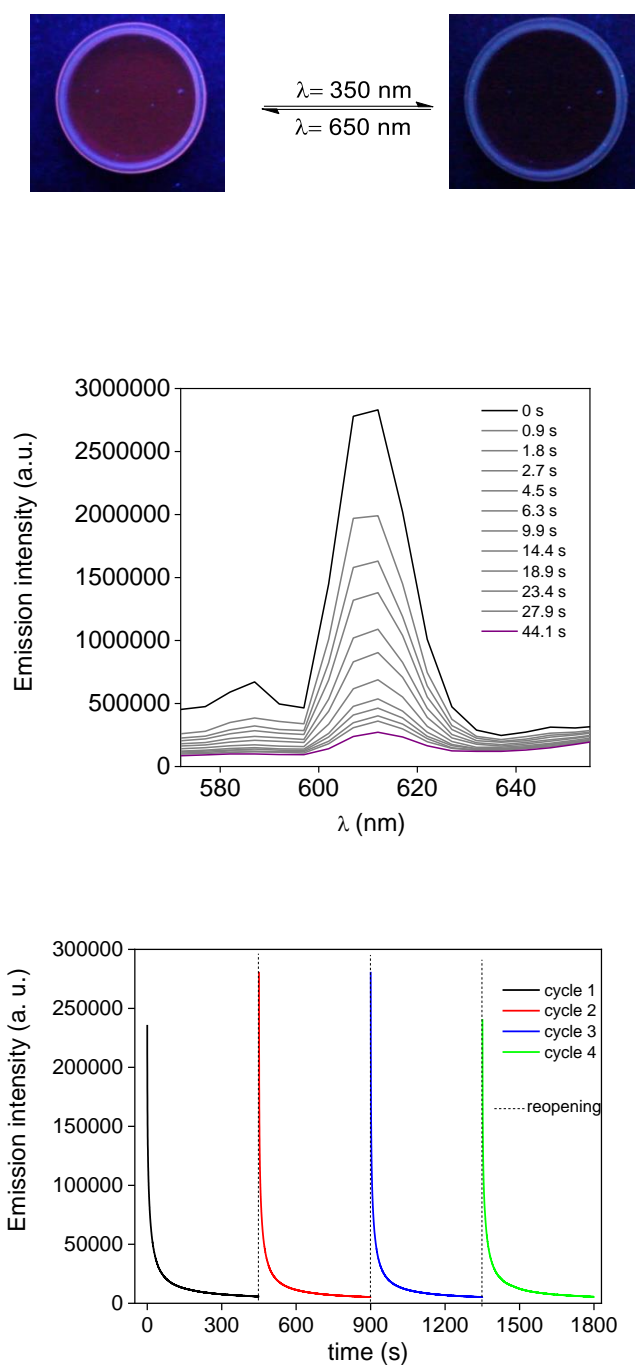 λ= 350 nm
λ= 650 nm
3000000
2500000
2000000
1500000
1000000
500000
0
Emission intensity (a.u.)
0 s
0.9 s
1.8 s
2.7 s
4.5 s
6.3 s
9.9 s
14.4 s
18.9 s
23.4 s
27.9 s
44.1 s
580 600 620 640
λ (nm)
300000
250000
200000
150000
100000
50000
0
Emission intensity (a. u.)
cycle 1
cycle 2
cycle 3
cycle 4
reopening
0 300 600 900 1200 1500 1800
time (s)